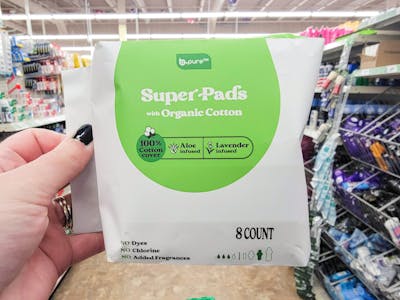 b.pure™
Super-Pads
with Organic Cotton
100%
Cotton
cover
Aloe
infused
Lavender
infused
8 COUNT
NO Dyes
NO Chlorine
NO Added Fragrances